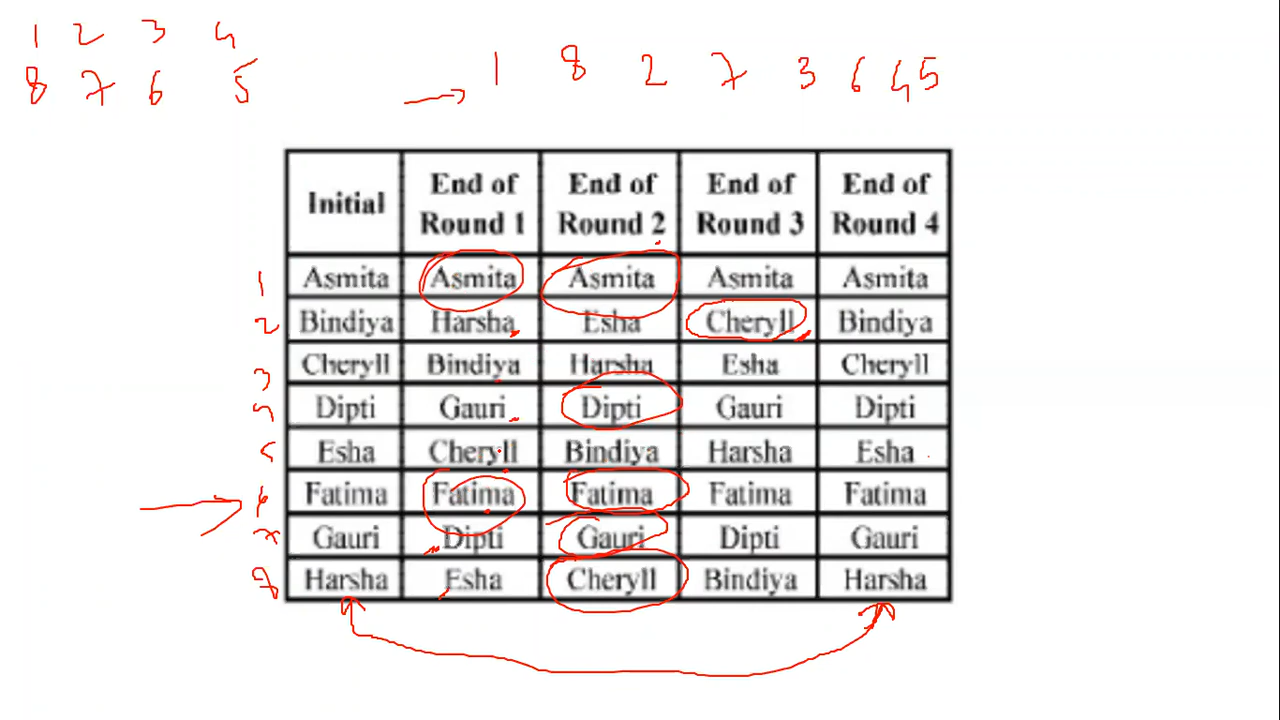 1 2 3 4
8 7 6 5
1 8 2 7 3 6 4 5
Initial End of Round 1 End of Round 2 End of Round 3 End of Round 4
1 Asmita Asmita Asmita Asmita Asmita
2 Bindiya Harsha Esha Cheryll Bindiya
3 Cheryll Bindiya Harsha Esha Cheryll
4 Dipti Gauri Dipti Gauri Dipti
5 Esha Cheryll Bindiya Harsha Esha
6 Fatima Fatima Fatima Fatima Fatima
7 Gauri Dipti Gauri Dipti Gauri
8 Harsha Esha Cheryll Bindiya Harsha